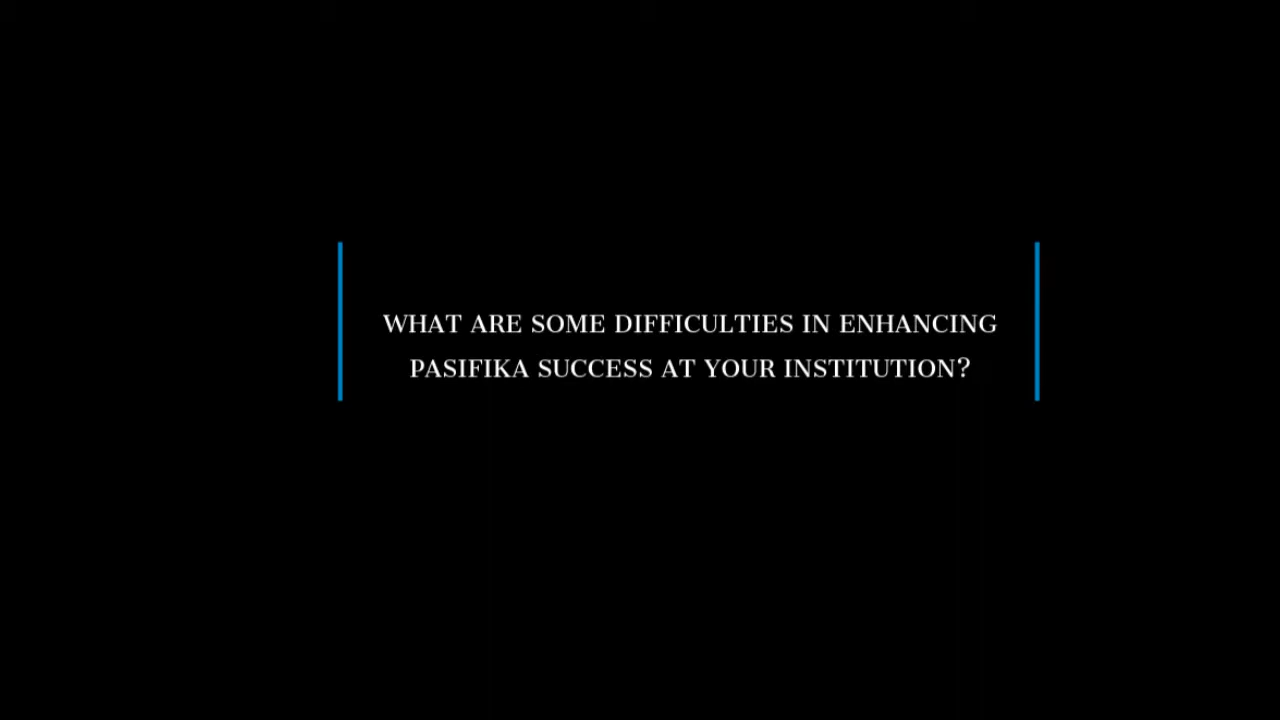 WHAT ARE SOME DIFFICULTIES IN ENHANCING
PASIFIKA SUCCESS AT YOUR INSTITUTION?